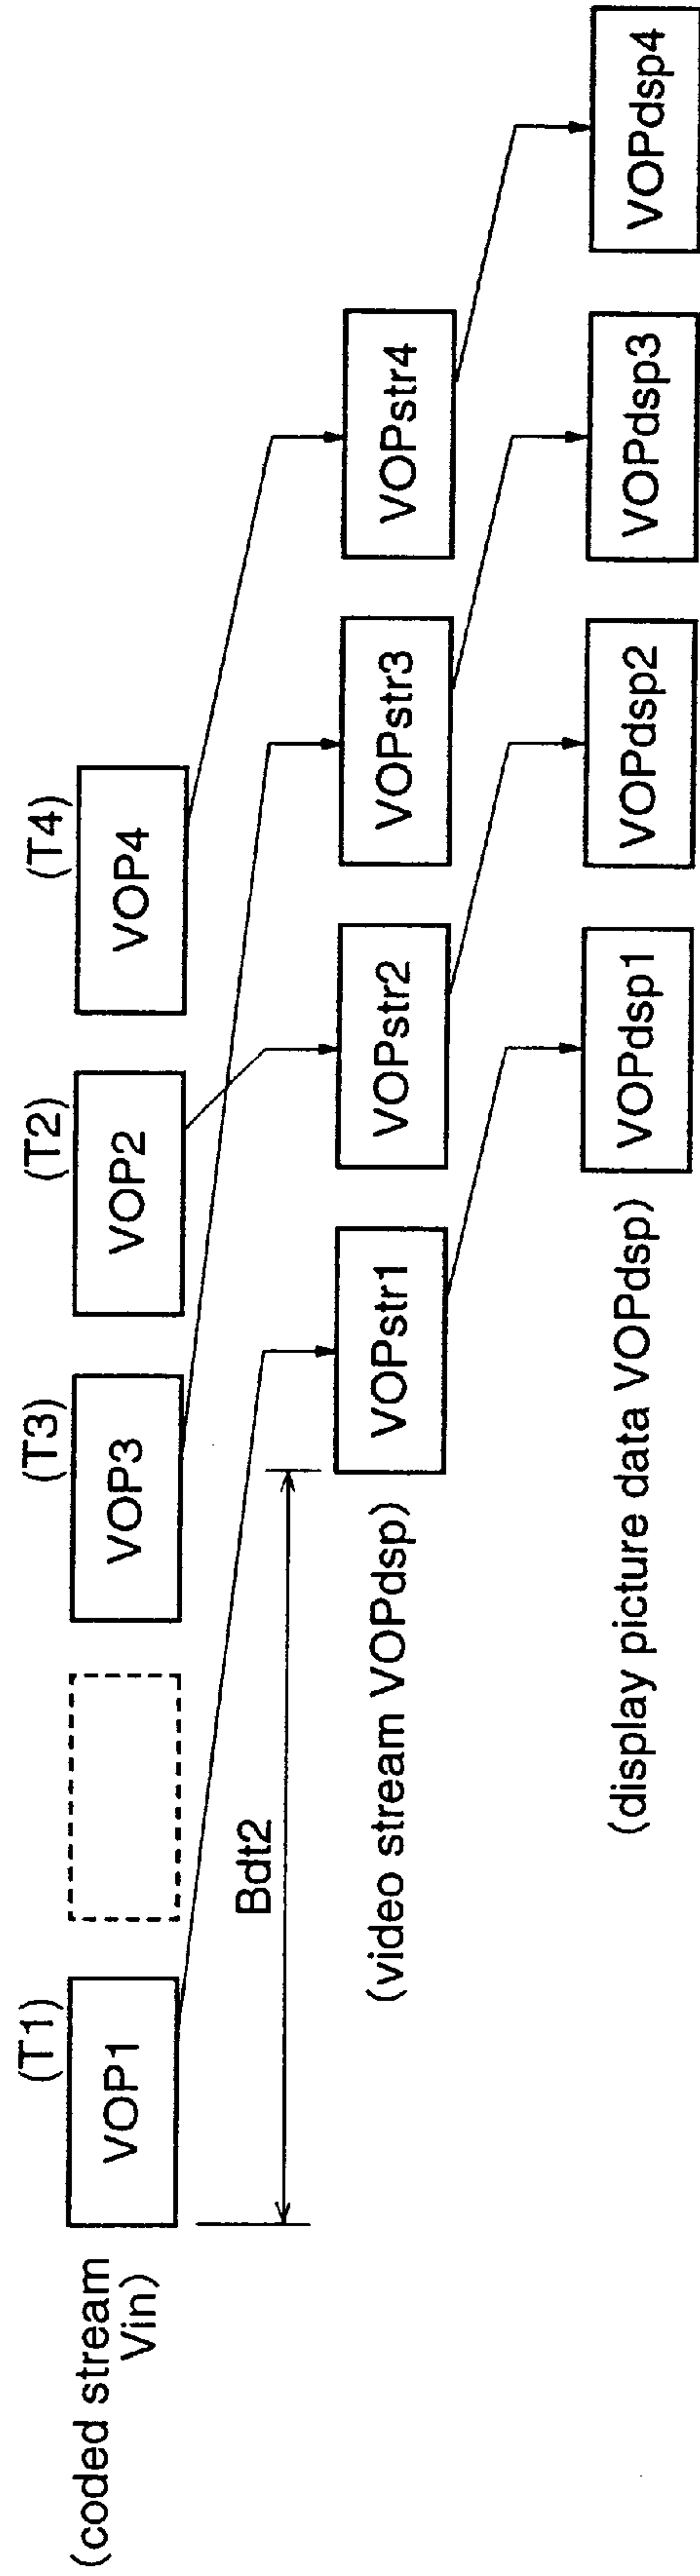 (coded stream
Vin)
(T1)
VOP1
(T3)
VOP3
(T2)
VOP2
(T4)
VOP4
Bdt2
(video stream VOPdsp)
VOPstr1
VOPstr2
VOPstr3
VOPstr4
(display picture data VOPdsp)
VOPdsp1
VOPdsp2
VOPdsp3
VOPdsp4